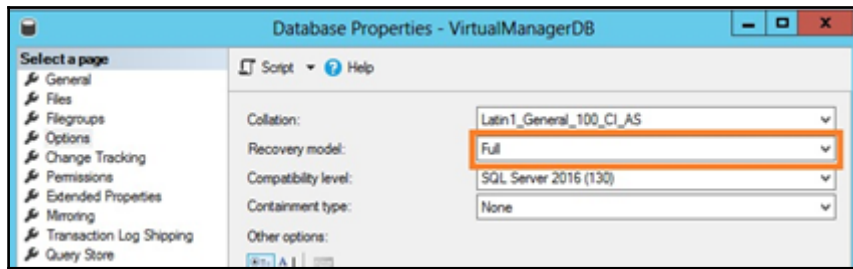 Database Properties - VirtualManagerDB
Select a page
General
Files
Filegroups
Options
Change Tracking
Permissions
Extended Properties
Mirroring
Transaction Log Shipping
Query Store
Script Help
Collation: Latin1_General_100_CI_AS
Recovery model: Full
Compatibility level: SQL Server 2016 (130)
Containment type: None
Other options: